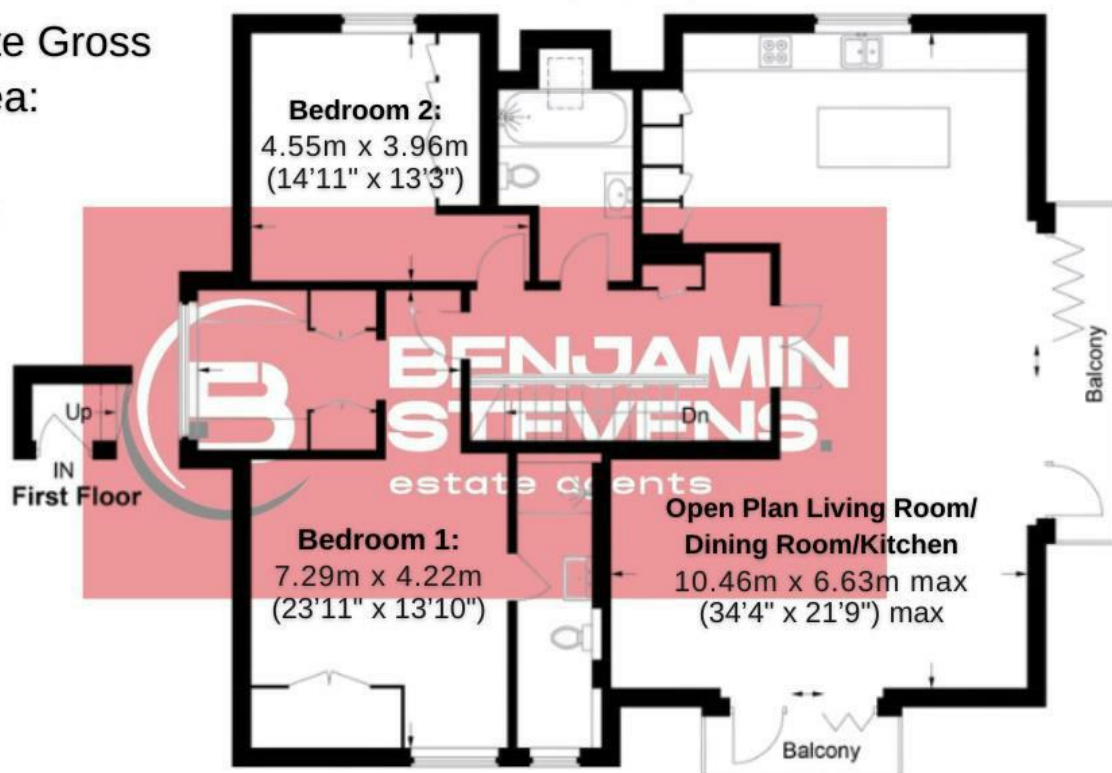 Gross
Bedroom 2:
4.55m x 3.96m
(14'11" x 13'3")
BENJAMIN
STEVENS.
estate agents
Balcony
Up
Dn
IN
First Floor
Bedroom 1:
7.29m x 4.22m
(23'11" x 13'10")
Open Plan Living Room/
Dining Room/Kitchen
10.46m x 6.63m max
(34'4" x 21'9") max
Balcony